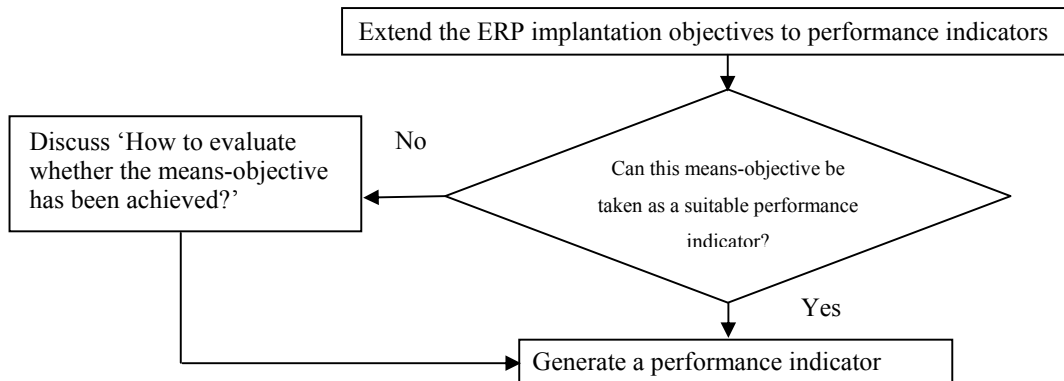 Extend the ERP implantation objectives to performance indicators
Discuss ‘How to evaluate
whether the means-objective
has been achieved?’
No
Can this means-objective be
taken as a suitable performance
indicator?
Yes
Generate a performance indicator